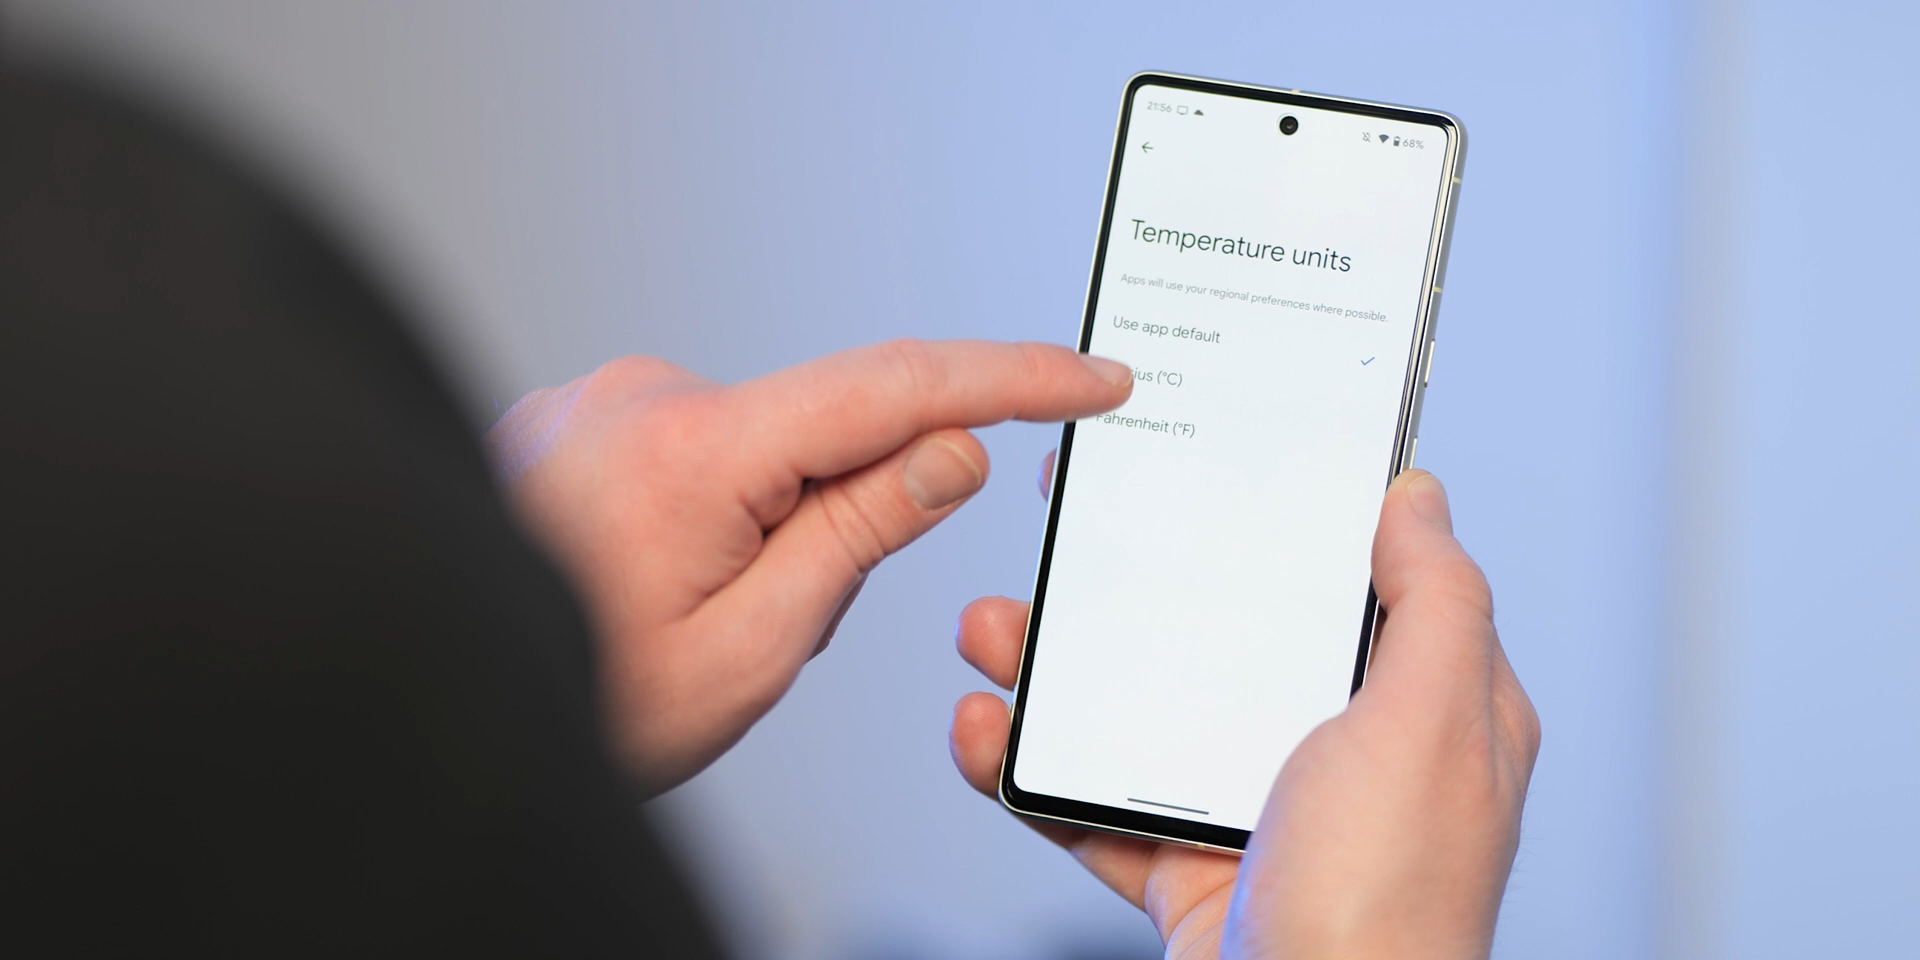 21:56
68%
Temperature units
Apps will use your regional preferences where possible.
Use app default
(°C)
Fahrenheit (°F)